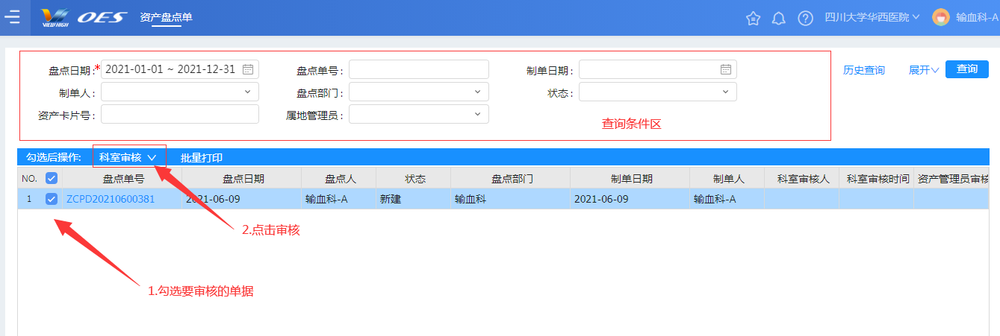 VIEW HIGH OES 资产盘点单 四川大学华西医院 输血科-A
盘点日期:* 2021-01-01 ~ 2021-12-31 盘点单号: 制单日期: 历史查询 展开 查询
制单人: 盘点部门: 状态:
资产卡片号: 属地管理员:
查询条件区
勾选后操作: 科室审核 批量打印
NO. 盘点单号 盘点日期 盘点人 状态 盘点部门 制单日期 制单人 科室审核人 科室审核时间 资产管理员审核
1 ZCPD20210600381 2021-06-09 输血科-A 新建 输血科 2021-06-09 输血科-A
2.点击审核
1.勾选要审核的单据